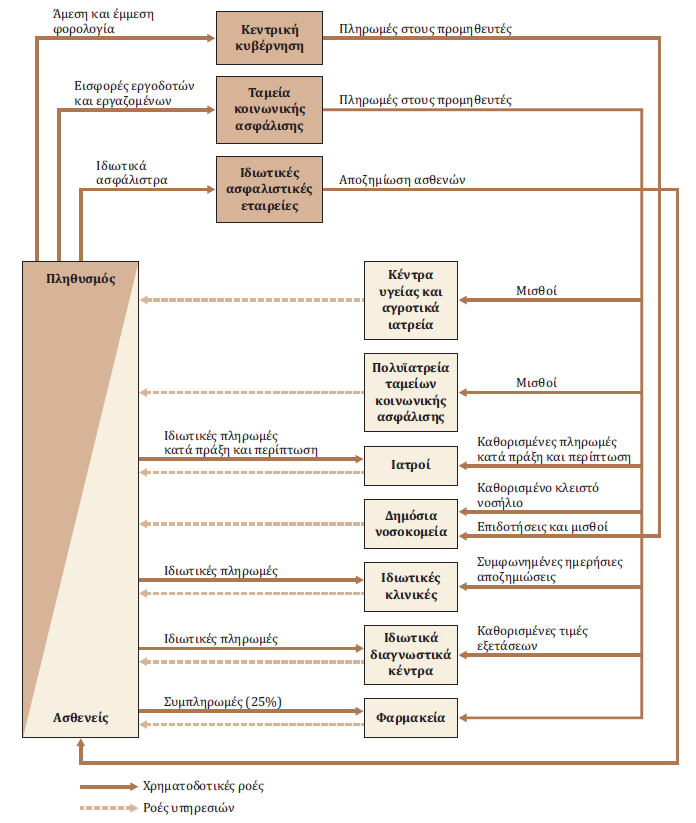 Άμεση και έμμεση
φορολογία
Κεντρική
κυβέρνηση
Πληρωμές στους προμηθευτές
Εισφορές εργοδοτών
και εργαζομένων
Ταμεία
κοινωνικής
ασφάλισης
Πληρωμές στους προμηθευτές
Ιδιωτικά
ασφάλιστρα
Ιδιωτικές
ασφαλιστικές
εταιρείες
Αποζημίωση ασθενών
Πληθυσμός
Κέντρα
υγείας και
αγροτικά
ιατρεία
Μισθοί
Πολυϊατρεία
ταμείων
κοινωνικής
ασφάλισης
Μισθοί
Ιδιωτικές πληρωμές
κατά πράξη και περίπτωση
Ιατροί
Καθορισμένες πληρωμές
κατά πράξη και περίπτωση
Δημόσια
νοσοκομεία
Καθορισμένο κλειστό
νοσήλιο
Επιδοτήσεις και μισθοί
Ιδιωτικές πληρωμές
Ιδιωτικές
κλινικές
Συμφωνημένες ημερήσιες
αποζημιώσεις
Ιδιωτικές πληρωμές
Ιδιωτικά
διαγνωστικά
κέντρα
Καθορισμένες τιμές
εξετάσεων
Συμπληρωμές (25%)
Φαρμακεία
Ασθενείς
Χρηματοδοτικές ροές
Ροές υπηρεσιών